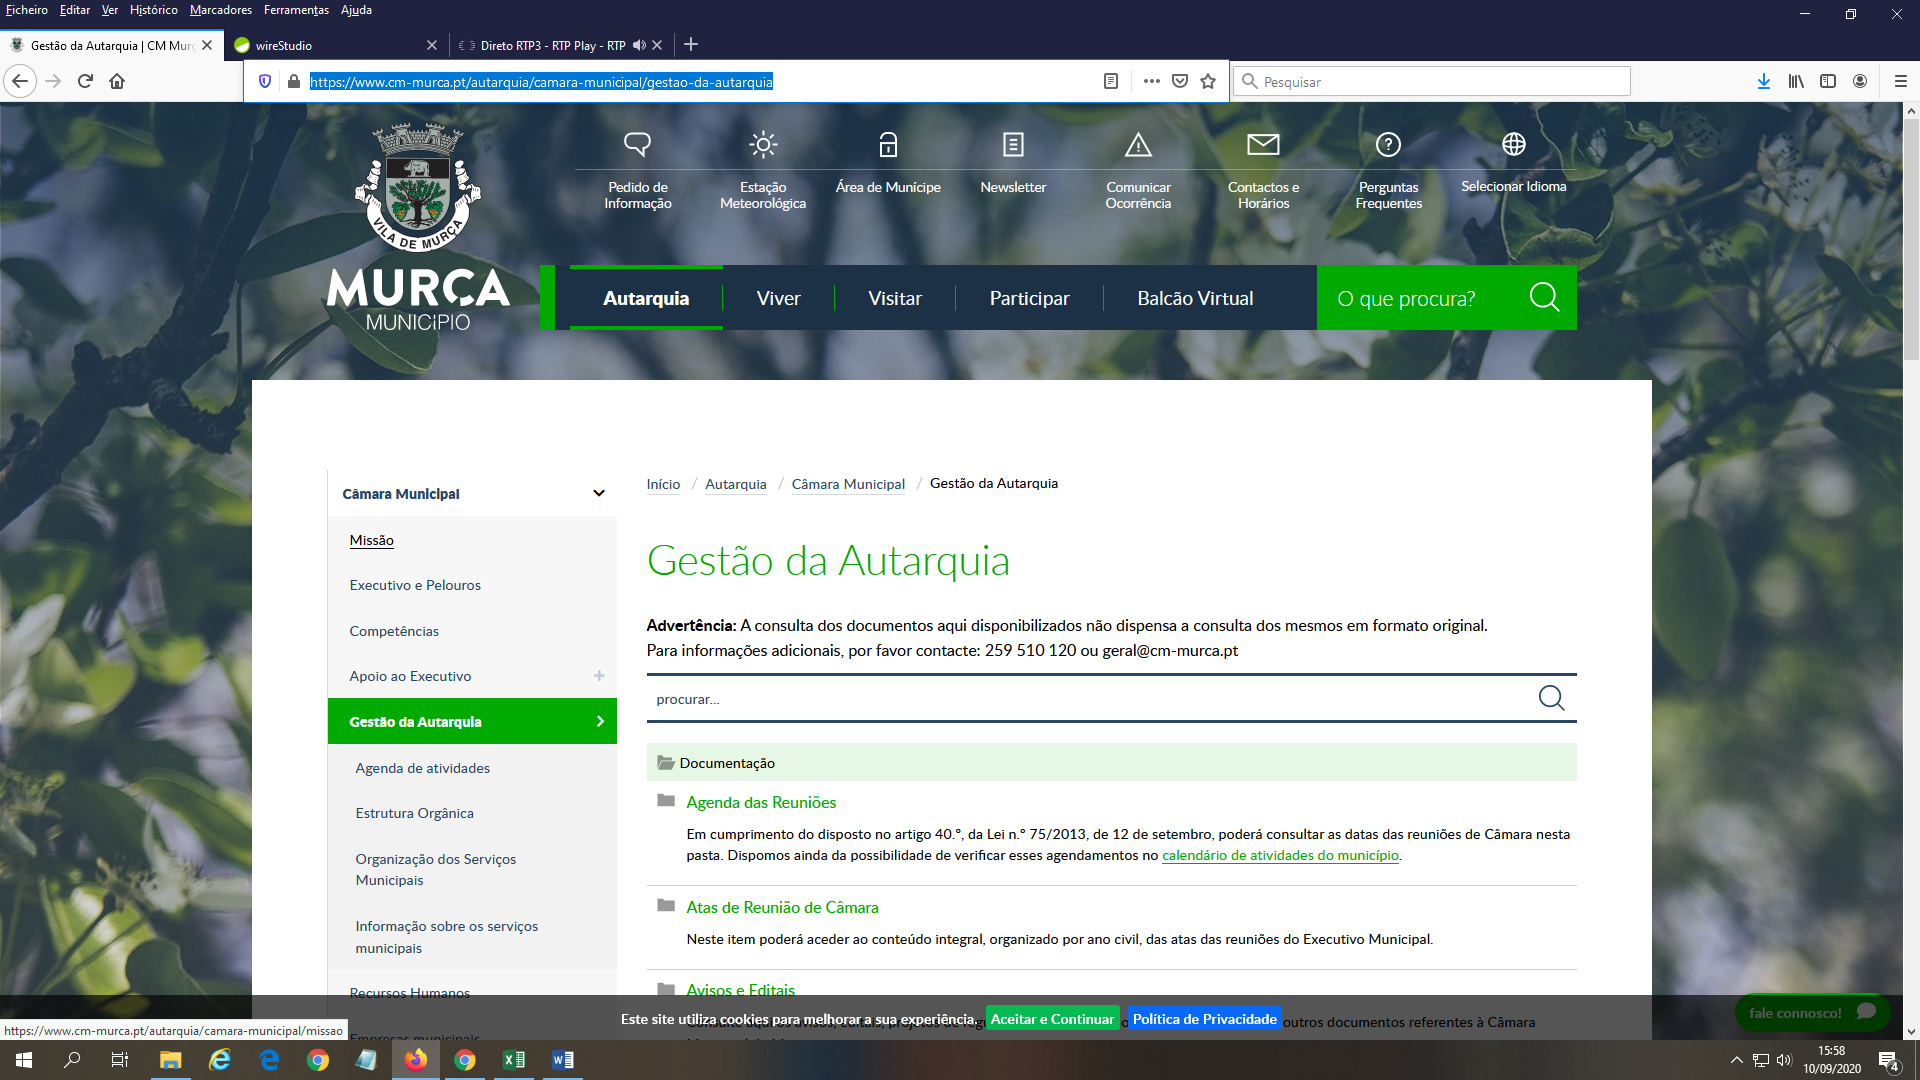 Ficheiro Editar Ver Histórico Marcadores Ferramentas Ajuda
Gestão da Autarquia | CM Murç
wireStudio
Direto RTP3 - RTP Play - RTP
https://www.cm-murca.pt/autarquia/camara-municipal/gestao-da-autarquia
Pesquisar
VILA DE MURÇA
MURÇA
MUNICÍPIO
Pedido de
Informação
Estação
Meteorológica
Área de Munícipe
Newsletter
Comunicar
Ocorrência
Contactos e
Horários
Perguntas
Frequentes
Selecionar Idioma
Autarquia
Viver
Visitar
Participar
Balcão Virtual
O que procura?
Câmara Municipal
Missão
Executivo e Pelouros
Competências
Apoio ao Executivo
Gestão da Autarquia
Agenda de atividades
Estrutura Orgânica
Organização dos Serviços
Municipais
Informação sobre os serviços
municipais
Recursos Humanos
Empresas municipais
Início / Autarquia / Câmara Municipal / Gestão da Autarquia
Gestão da Autarquia
Advertência: A consulta dos documentos aqui disponibilizados não dispensa a consulta dos mesmos em formato original.
Para informações adicionais, por favor contacte: 259 510 120 ou geral@cm-murca.pt
procurar...
Documentação
Agenda das Reuniões
Em cumprimento do disposto no artigo 40.º, da Lei n.º 75/2013, de 12 de setembro, poderá consultar as datas das reuniões de Câmara nesta
pasta. Dispomos ainda da possibilidade de verificar esses agendamentos no calendário de atividades do município.
Atas de Reunião de Câmara
Neste item poderá aceder ao conteúdo integral, organizado por ano civil, das atas das reuniões do Executivo Municipal.
Avisos e Editais
outros documentos referentes à Câmara
Este site utiliza cookies para melhorar a sua experiência.
Aceitar e Continuar
Política de Privacidade
fale connosco!
https://www.cm-murca.pt/autarquia/camara-municipal/missao
15:58
10/09/2020
4